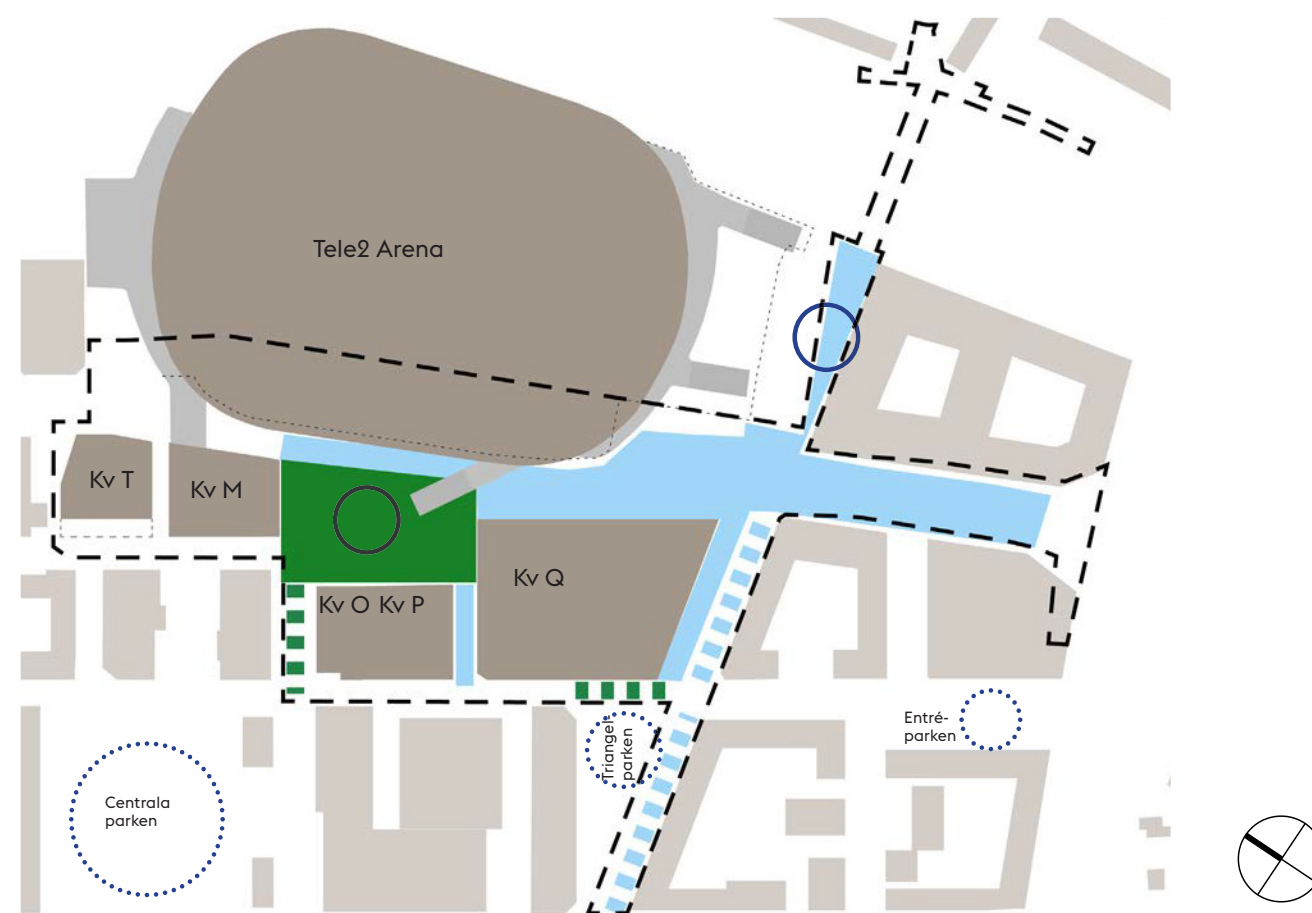 Tele2 Arena
Kv T
Kv M
Kv Q
Kv O Kv P
Entré-
parken
Triangel
parken
Centrala
parken